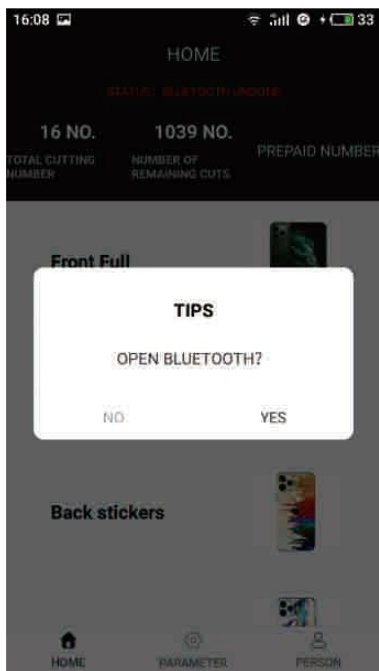 16:08
33
HOME
STATUS: BLUETOOTH UNDONE
16 NO.
1039 NO.
PREPAID NUMBER
TOTAL CUTTING
NUMBER
NUMBER OF
REMAINING CUTS
Front Full
TIPS
OPEN BLUETOOTH?
NO
YES
Back stickers
HOME
PARAMETER
PERSON